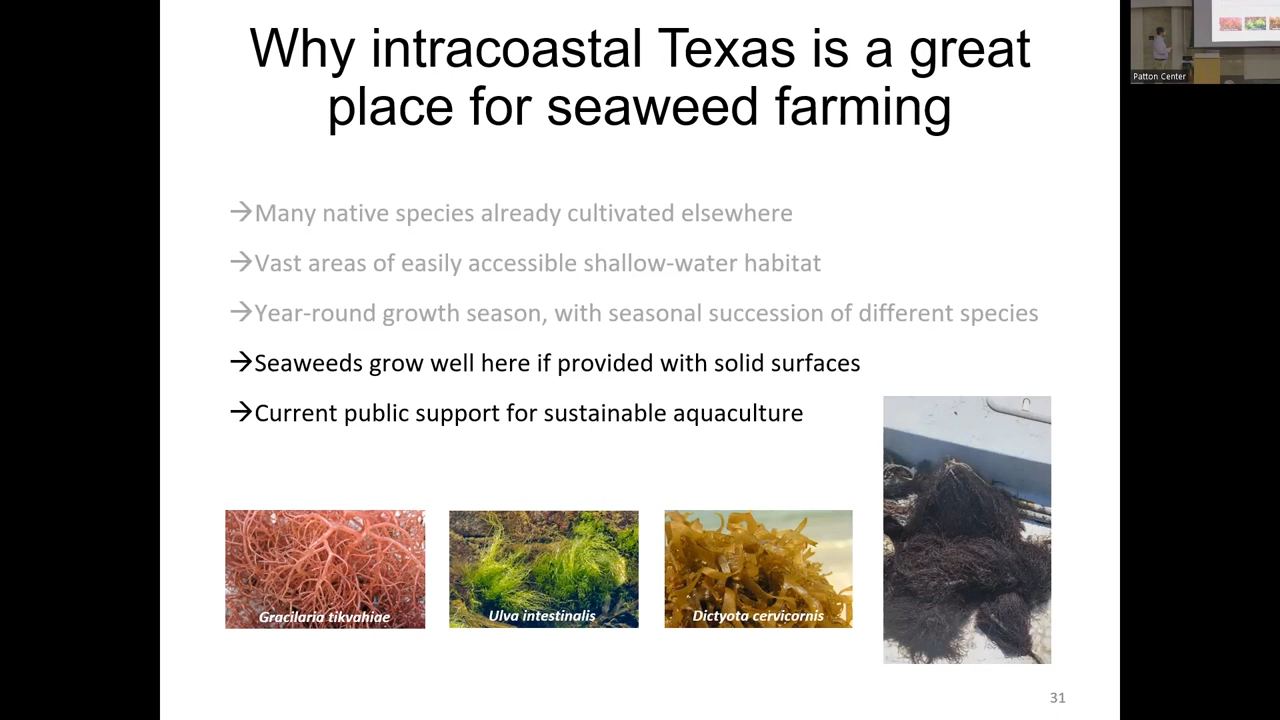 Why intracoastal Texas is a great
place for seaweed farming
→Many native species already cultivated elsewhere
→Vast areas of easily accessible shallow-water habitat
→Year-round growth season, with seasonal succession of different species
→Seaweeds grow well here if provided with solid surfaces
→Current public support for sustainable aquaculture
Gracilaria tikvahiae
Ulva intestinalis
Dictyota cervicornis
31
Patton Center